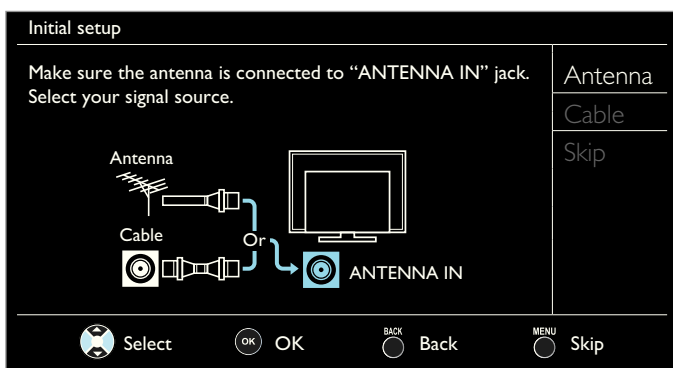 Initial setup
Make sure the antenna is connected to “ANTENNA IN” jack.
Select your signal source.
Antenna
Cable
Skip
Antenna
Cable
Or
ANTENNA IN
Select
OK
OK
BACK
Back
MENU
Skip